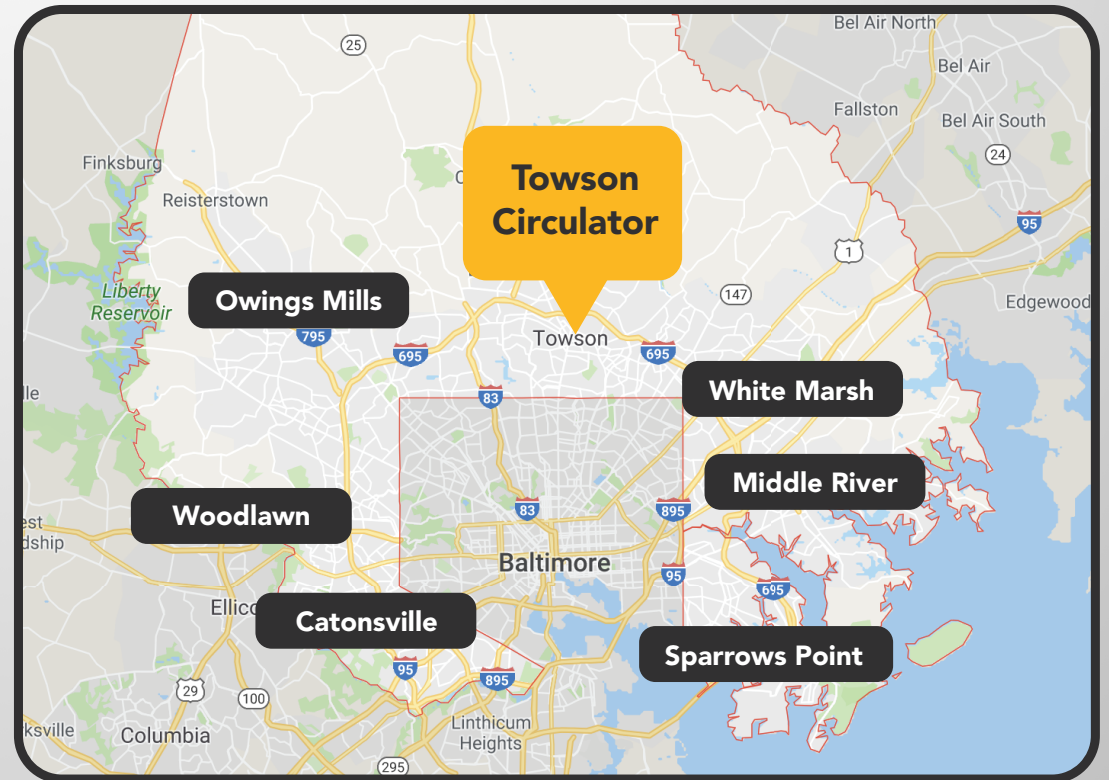 Bel Air North
25
Bel Air
Fallston
Bel Air South
24
Finksburg
Reisterstown
Towson
Circulator
95
1
147
Liberty
Reservoir
Owings Mills
Edgewood
795
695
Towson
695
83
White Marsh
Middle River
83
895
Woodlawn
Baltimore
95
695
Catonsville
Sparrows Point
95
895
29
100
Columbia
Linthicum
Heights
295